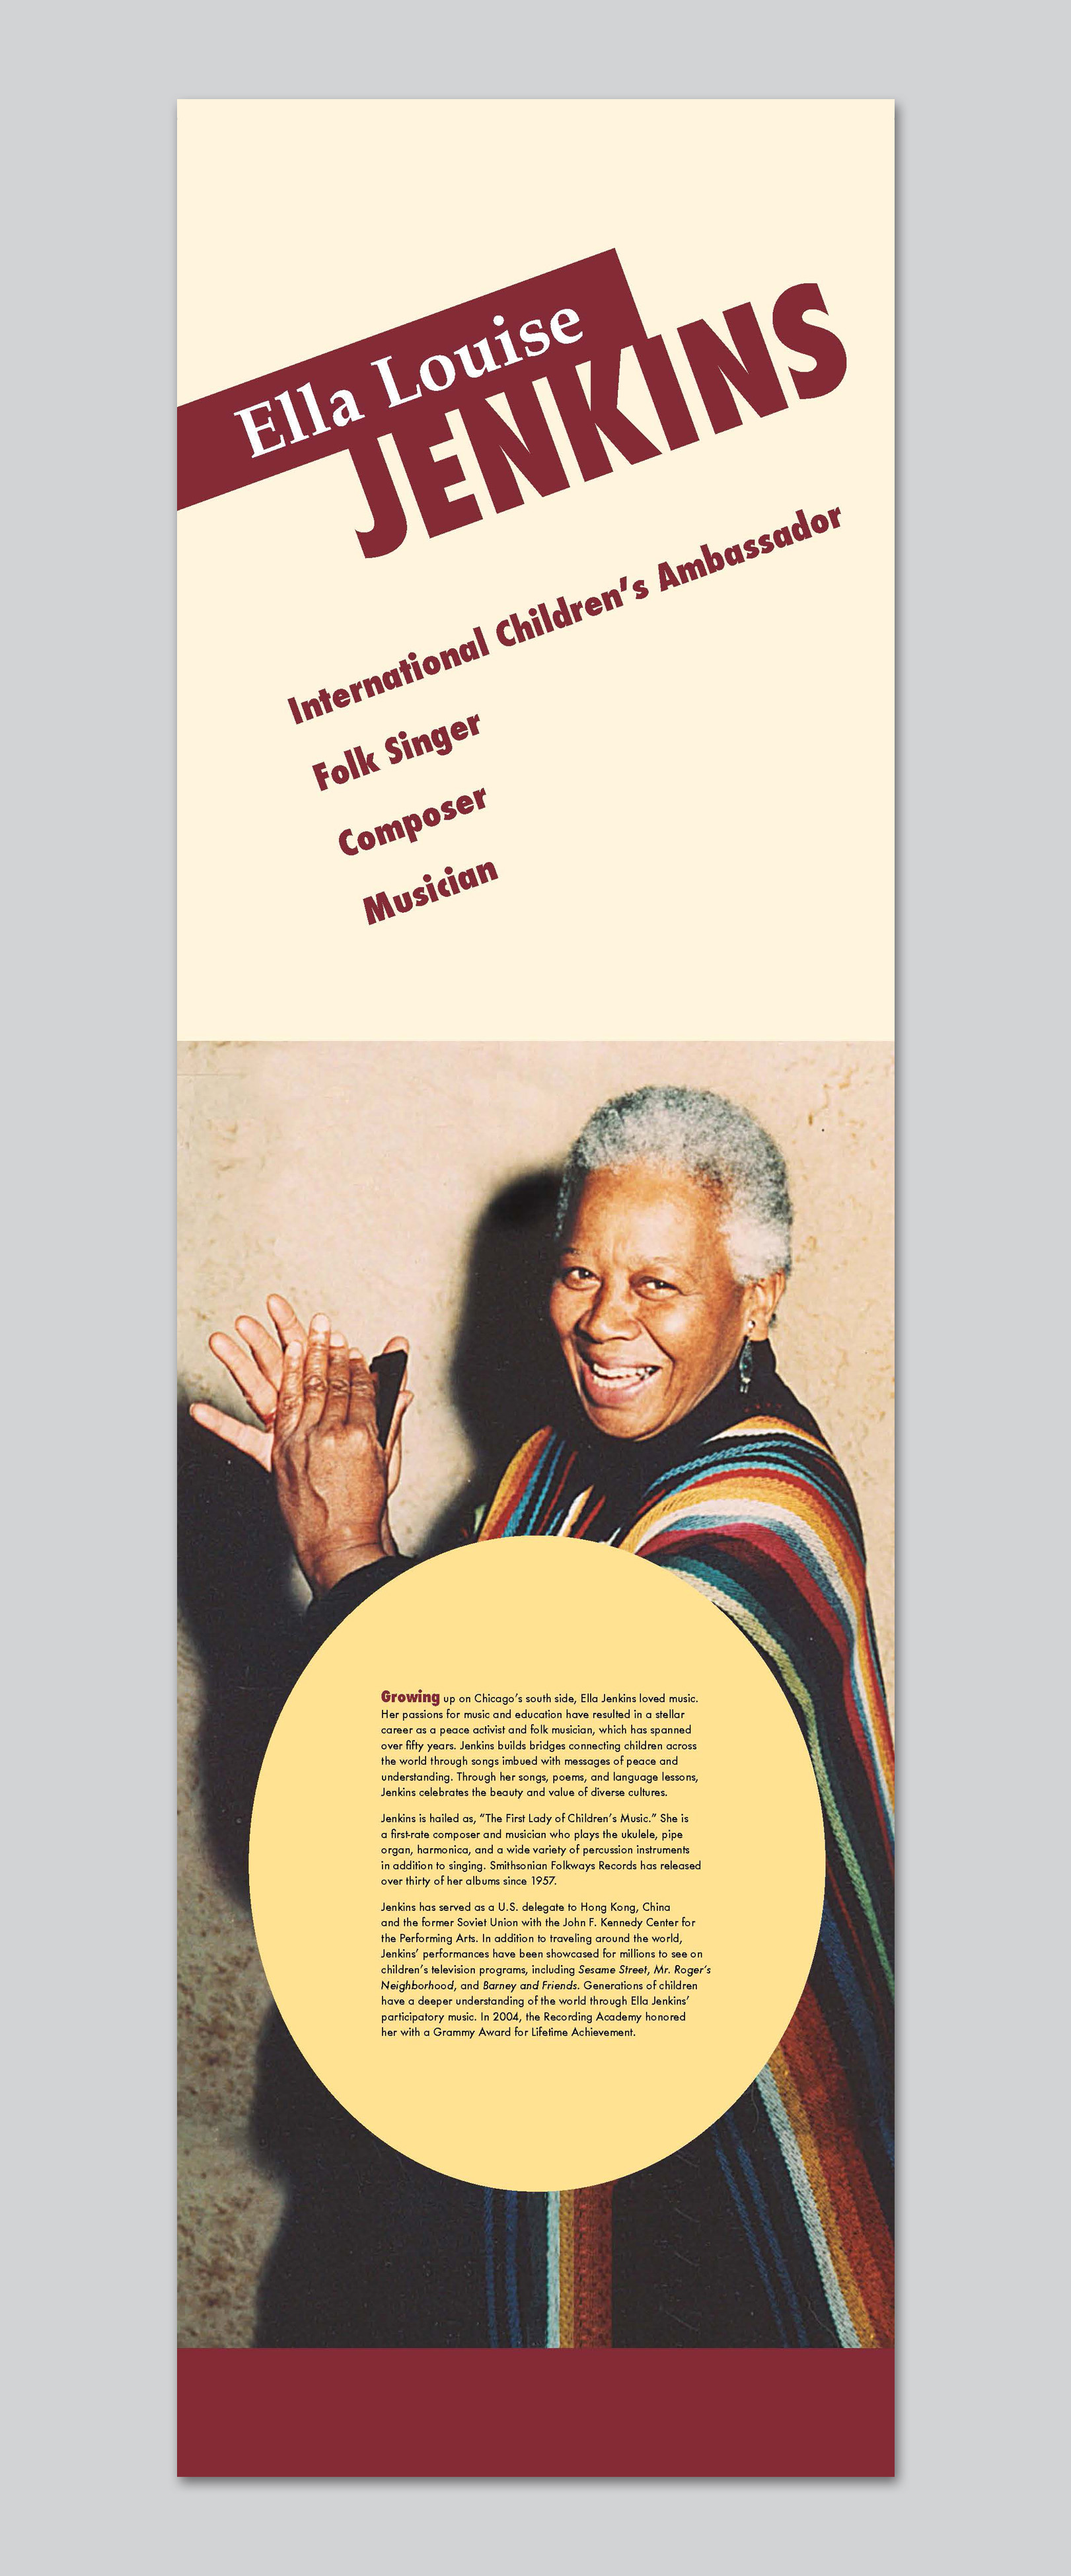 Ella Louise
JENKINS
International Children’s Ambassador
Folk Singer
Composer
Musician
Growing up on Chicago’s south side, Ella Jenkins loved music.
Her passions for music and education have resulted in a stellar
career as a peace activist and folk musician, which has spanned
over fifty years. Jenkins builds bridges connecting children across
the world through songs imbued with messages of peace and
understanding. Through her songs, poems, and language lessons,
Jenkins celebrates the beauty and value of diverse cultures.
Jenkins is hailed as, “The First Lady of Children’s Music.” She is
a first-rate composer and musician who plays the ukulele, pipe
organ, harmonica, and a wide variety of percussion instruments
in addition to singing. Smithsonian Folkways Records has released
over thirty of her albums since 1957.
Jenkins has served as a U.S. delegate to Hong Kong, China
and the former Soviet Union with the John F. Kennedy Center for
the Performing Arts. In addition to traveling around the world,
Jenkins’ performances have been showcased for millions to see on
children’s television programs, including Sesame Street, Mr. Roger’s
Neighborhood, and Barney and Friends. Generations of children
have a deeper understanding of the world through Ella Jenkins’
participatory music. In 2004, the Recording Academy honored
her with a Grammy Award for Lifetime Achievement.